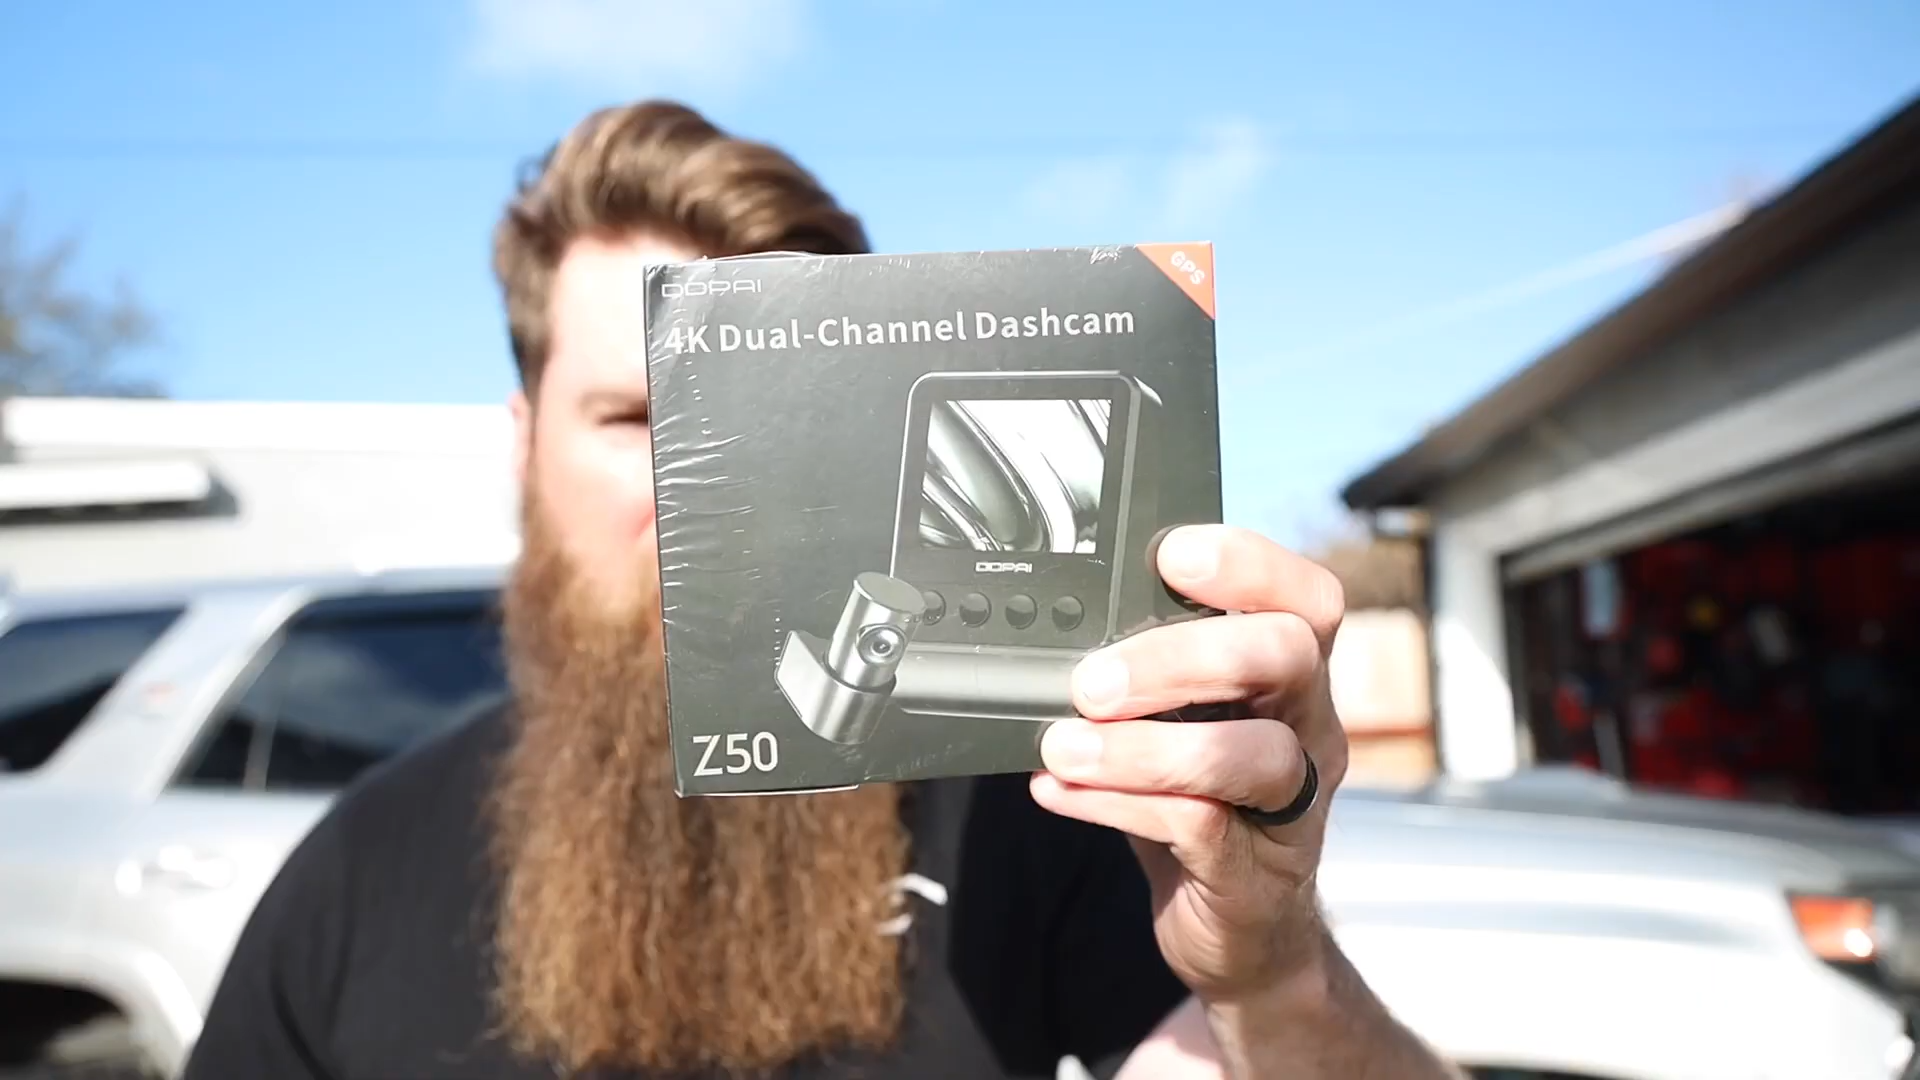 DDPAI
GPS
4K Dual-Channel Dashcam
DDPAI
Z50